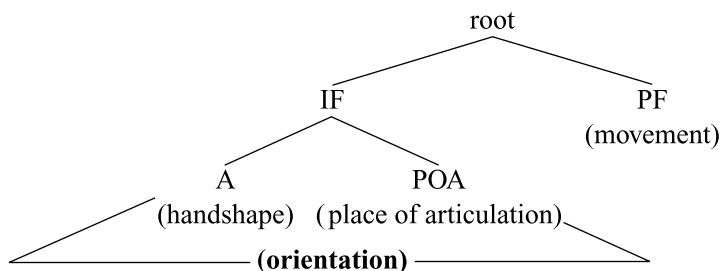 root
IF PF
(movement)
A POA
(handshape) ( place of articulation)
(orientation)